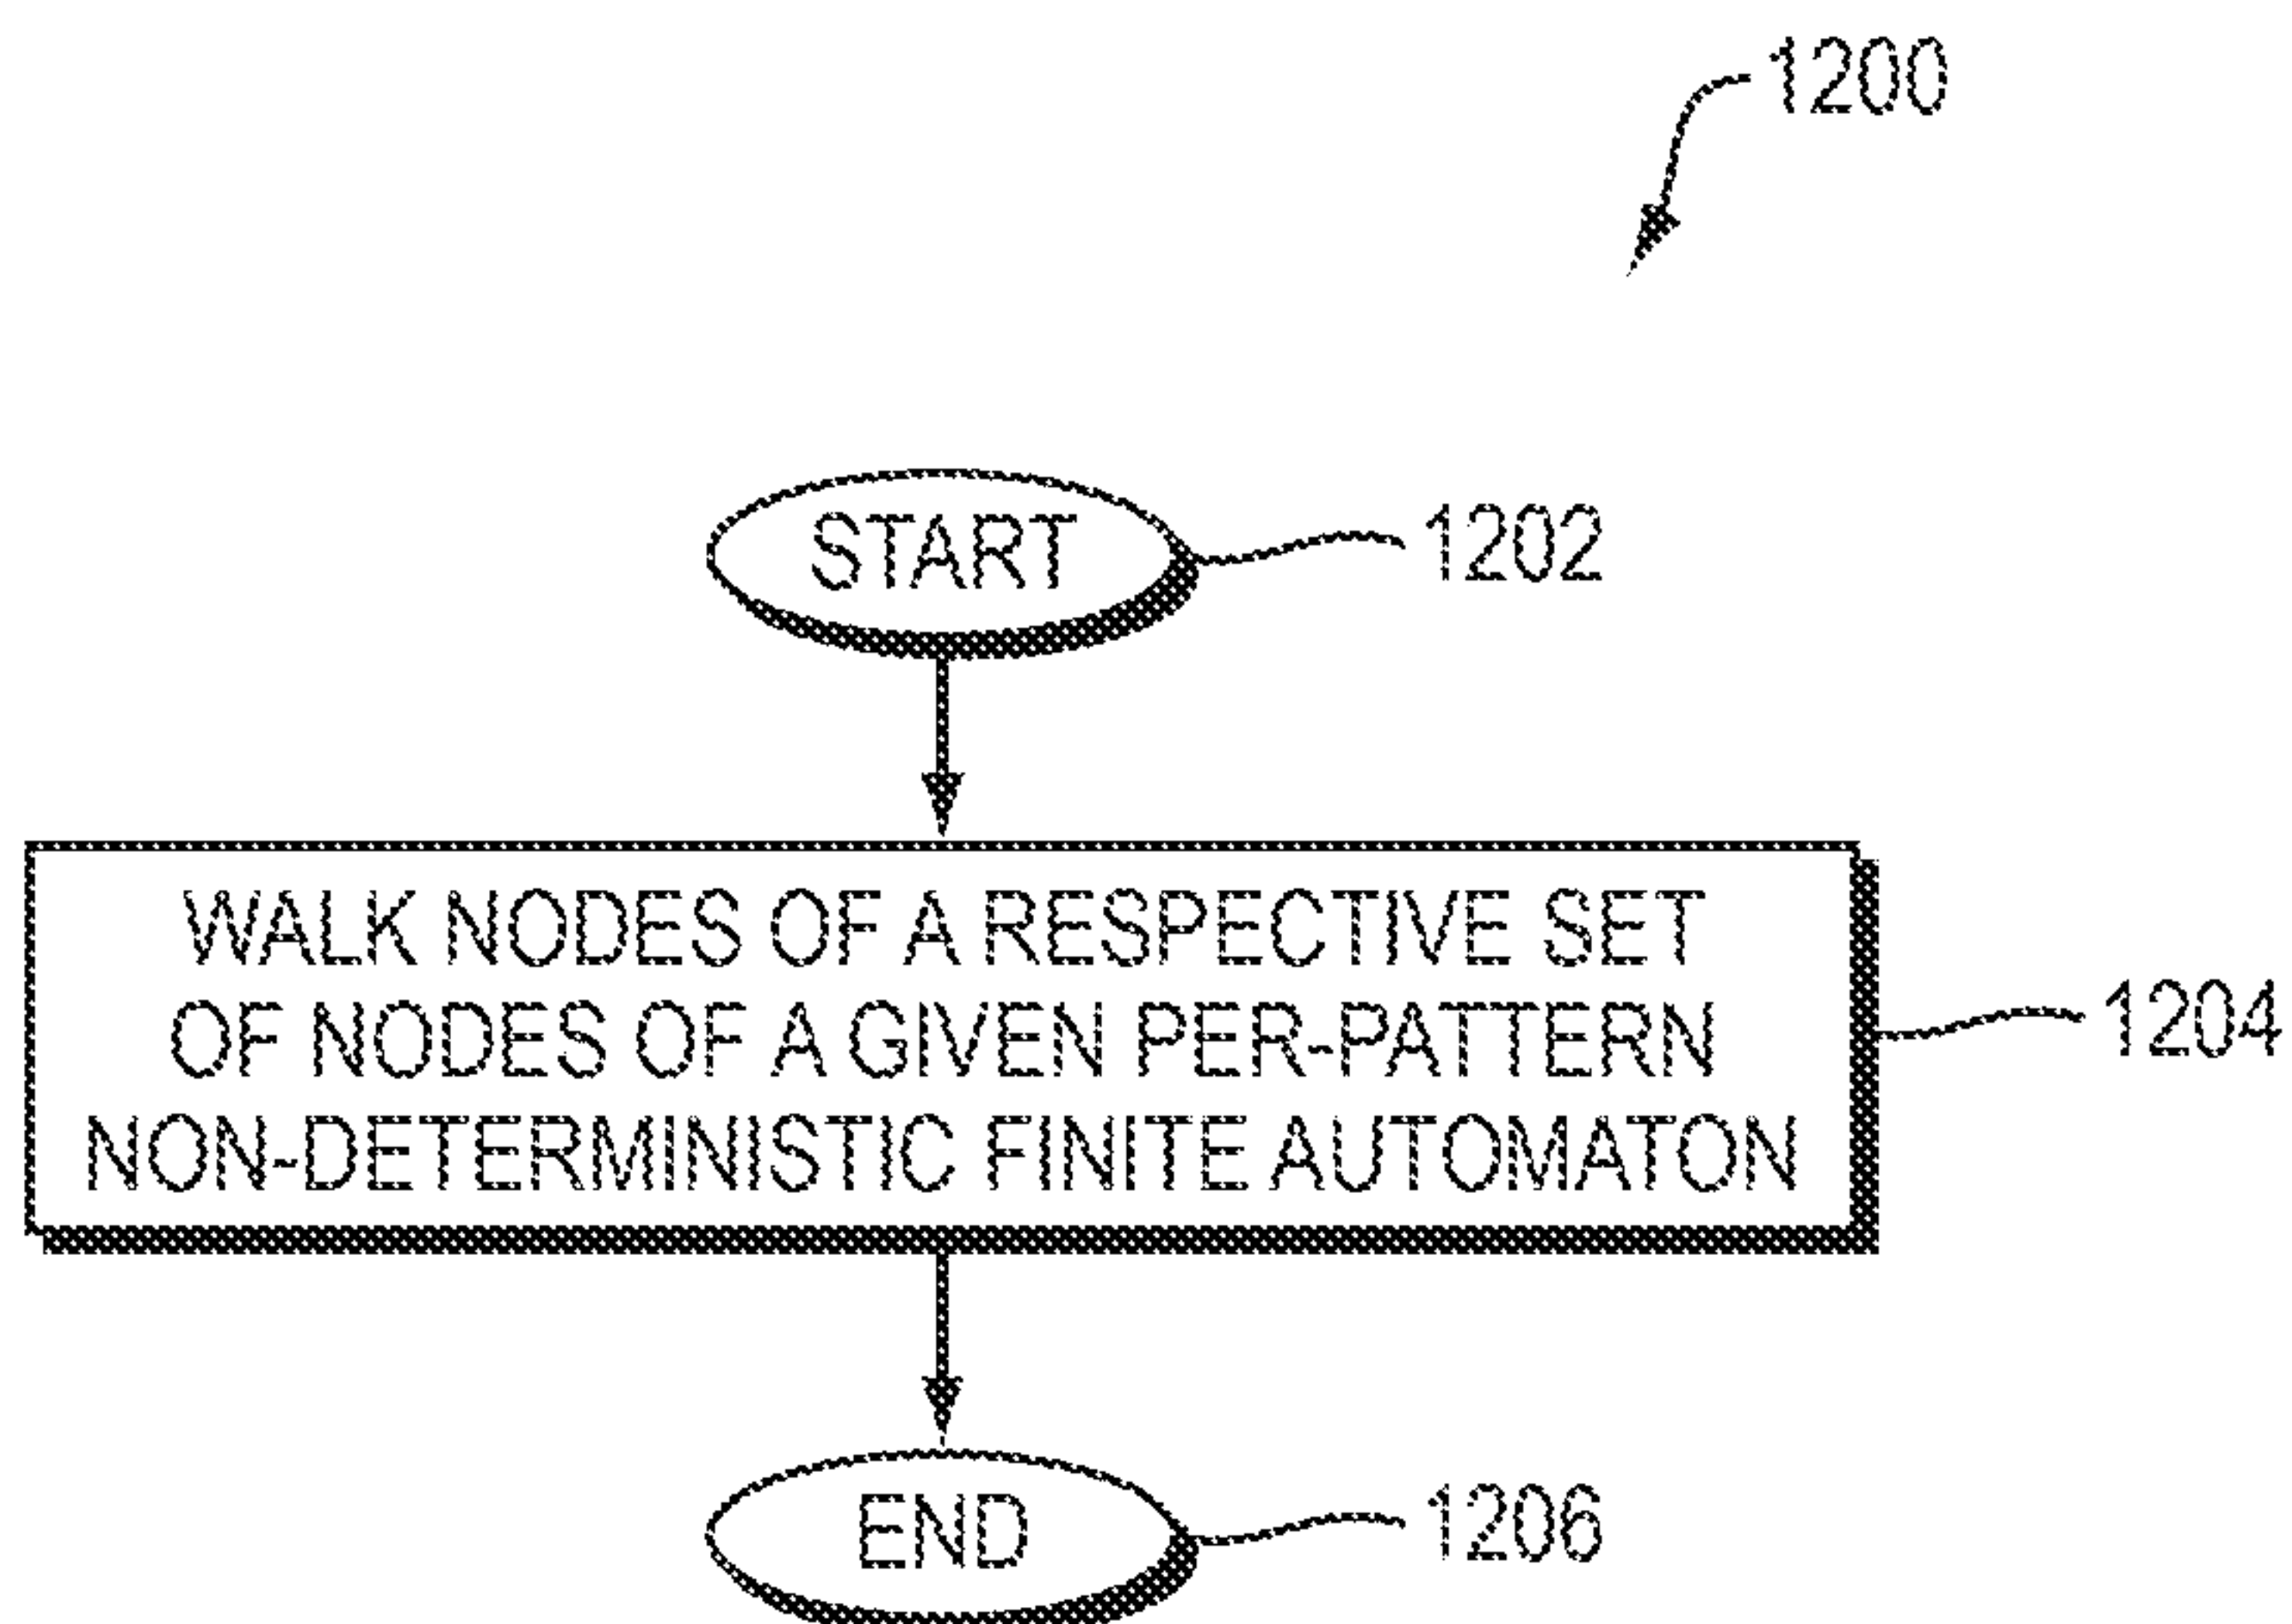 1200
START
1202
WALK NODES OF A RESPECTIVE SET
OF NODES OF A GIVEN PER-PATTERN
NON-DETERMINISTIC FINITE AUTOMATON
1204
END
1206